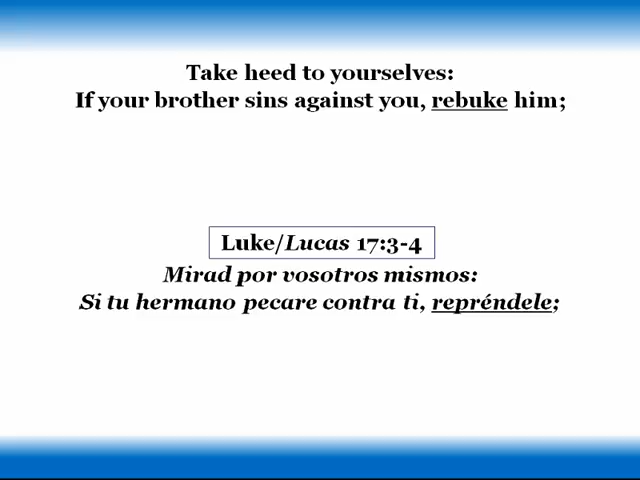 Take heed to yourselves:
If your brother sins against you, rebuke him;
Luke/Lucas 17:3-4
Mirad por vosotros mismos:
Si tu hermano pecare contra ti, repréndele;